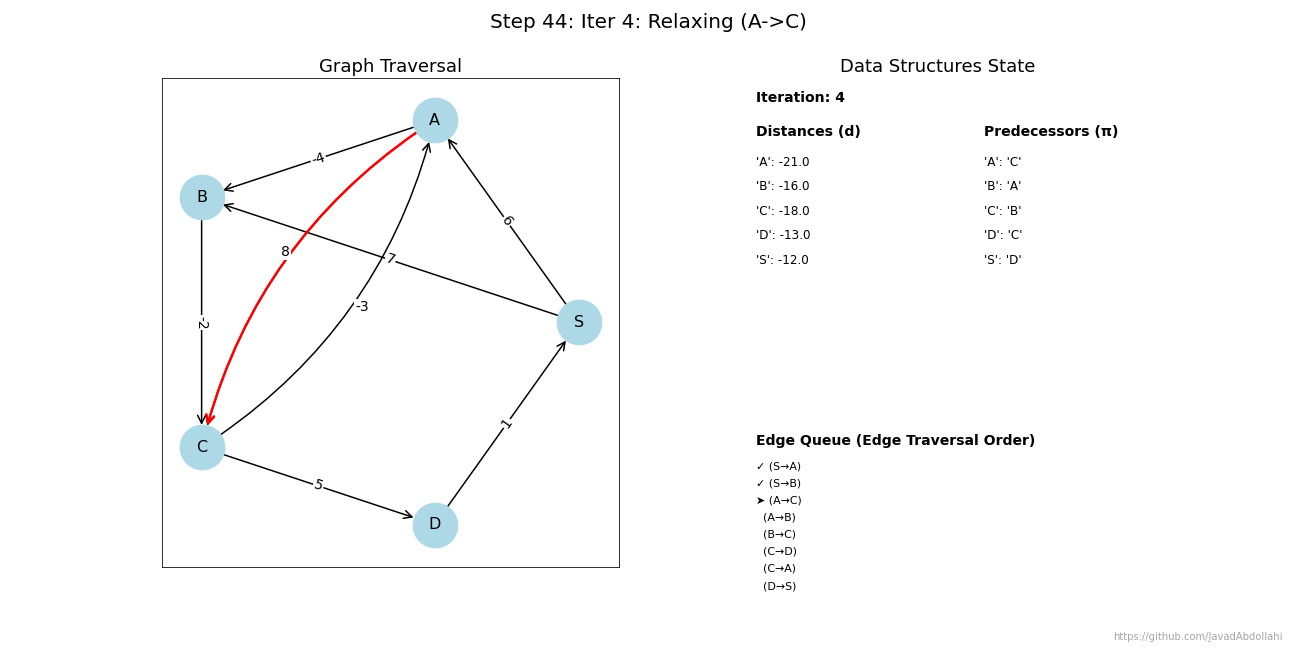 Step 44: Iter 4: Relaxing (A->C)
Graph Traversal
A
B
C
D
S
-4
8
-3
7
6
-2
5
1
Data Structures State
Iteration: 4
Distances (d)
'A': -21.0
'B': -16.0
'C': -18.0
'D': -13.0
'S': -12.0
Predecessors (π)
'A': 'C'
'B': 'A'
'C': 'B'
'D': 'C'
'S': 'D'
Edge Queue (Edge Traversal Order)
✓ (S→A)
✓ (S→B)
➤ (A→C)
(A→B)
(B→C)
(C→D)
(C→A)
(D→S)
https://github.com/JavadAbdollahi